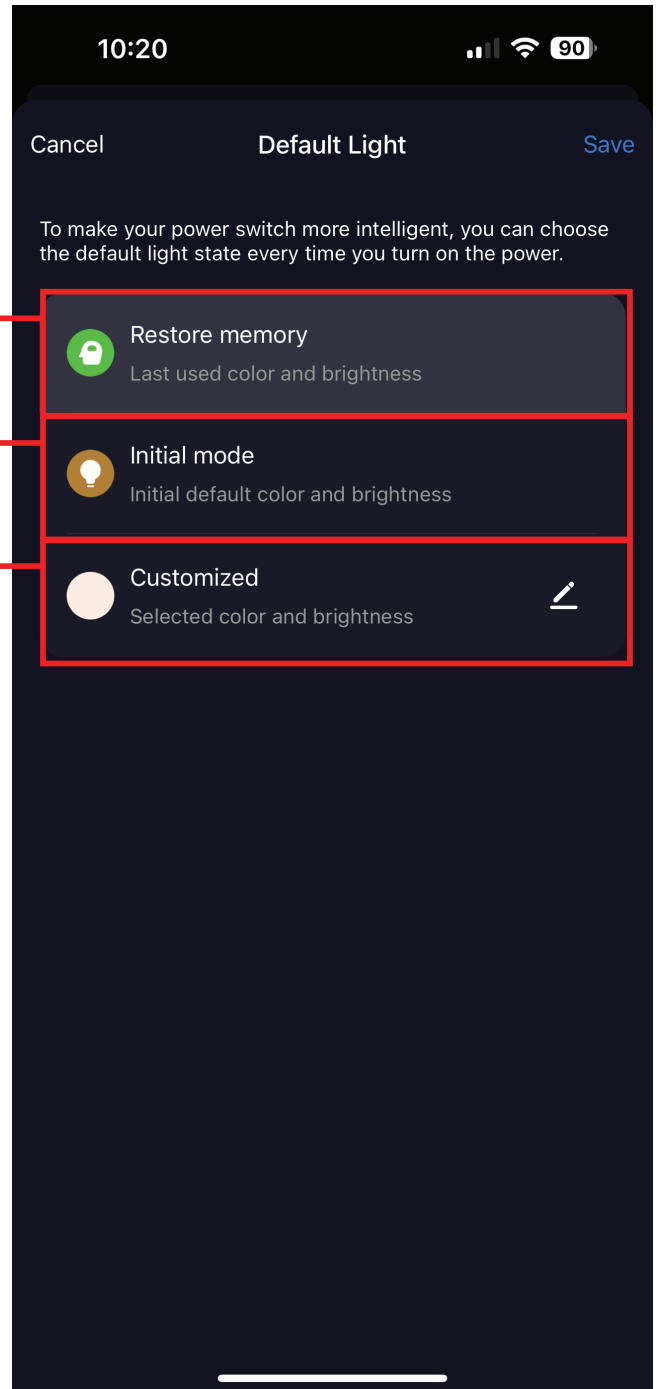 10:20
90
Cancel
Default Light
Save
To make your power switch more intelligent, you can choose
the default light state every time you turn on the power.
Restore memory
Last used color and brightness
Initial mode
Initial default color and brightness
Customized
Selected color and brightness